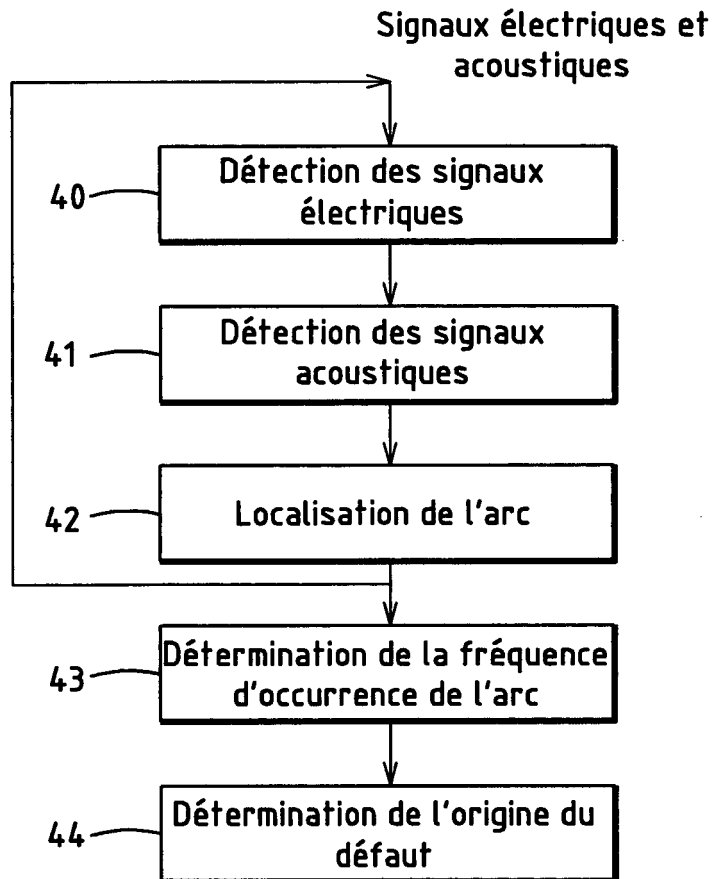 Signaux électriques et
acoustiques
40
Détection des signaux
électriques
41
Détection des signaux
acoustiques
42
Localisation de l'arc
43
Détermination de la fréquence
d'occurrence de l'arc
44
Détermination de l'origine du
défaut